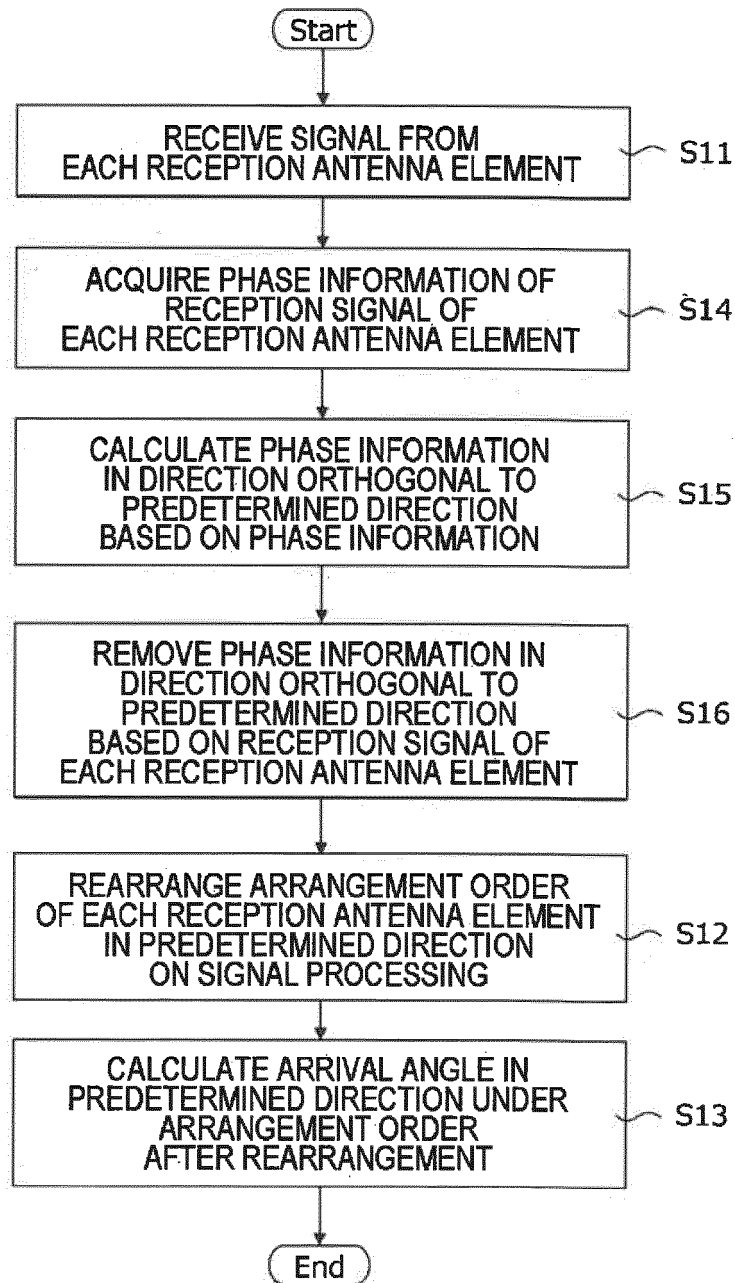 Start
RECEIVE SIGNAL FROM
EACH RECEPTION ANTENNA ELEMENT
S11
ACQUIRE PHASE INFORMATION OF
RECEPTION SIGNAL OF
EACH RECEPTION ANTENNA ELEMENT
S14
CALCULATE PHASE INFORMATION
IN DIRECTION ORTHOGONAL TO
PREDETERMINED DIRECTION
BASED ON PHASE INFORMATION
S15
REMOVE PHASE INFORMATION IN
DIRECTION ORTHOGONAL TO
PREDETERMINED DIRECTION
BASED ON RECEPTION SIGNAL OF
EACH RECEPTION ANTENNA ELEMENT
S16
REARRANGE ARRANGEMENT ORDER
OF EACH RECEPTION ANTENNA ELEMENT
IN PREDETERMINED DIRECTION
ON SIGNAL PROCESSING
S12
CALCULATE ARRIVAL ANGLE IN
PREDETERMINED DIRECTION UNDER
ARRANGEMENT ORDER
AFTER REARRANGEMENT
S13
End